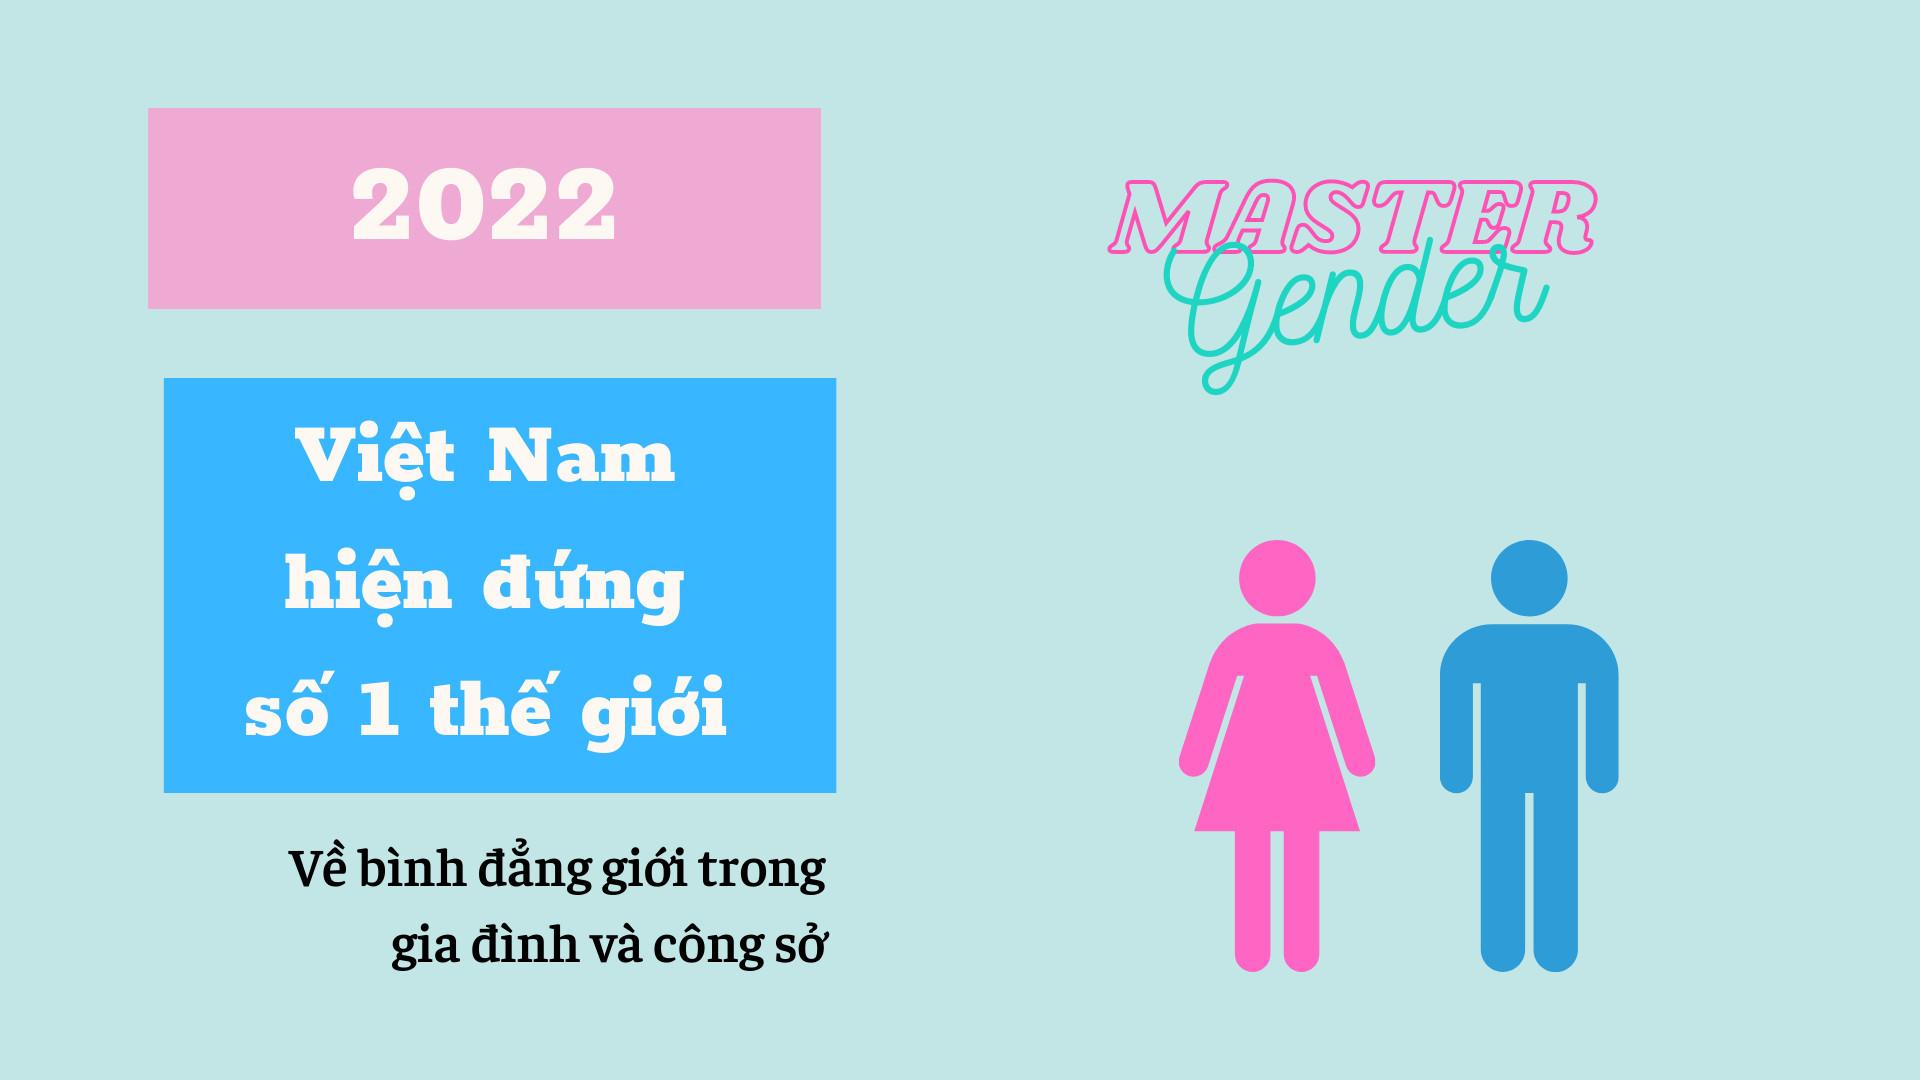 2022
Việt Nam
hiện đứng
số 1 thế giới
Về bình đẳng giới trong
gia đình và công sở
MASTER
Gender